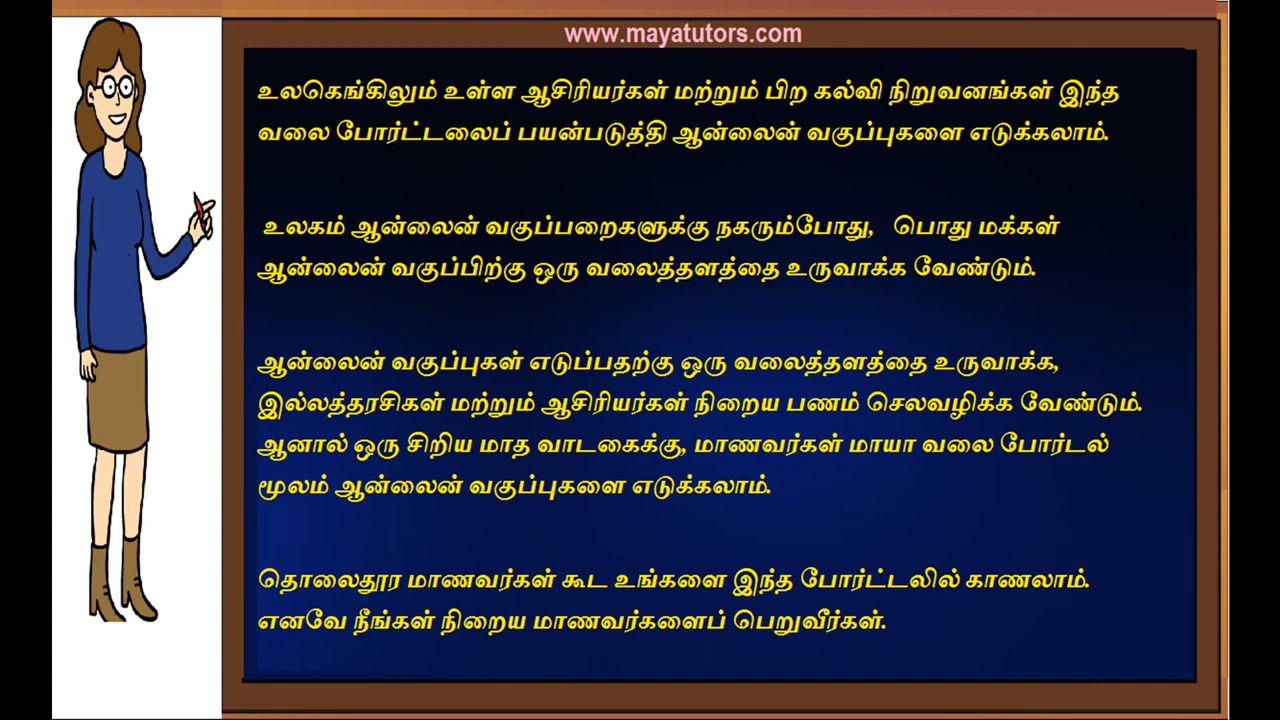 www.mayatutors.com
உலகெங்கிலும் உள்ள ஆசிரியர்கள் மற்றும் பிற கல்வி நிறுவனங்கள் இந்த
வலை போர்ட்டலைப் பயன்படுத்தி ஆன்லைன் வகுப்புகளை எடுக்கலாம்.
உலகம் ஆன்லைன் வகுப்பறைகளுக்கு நகரும்போது, பொது மக்கள்
ஆன்லைன் வகுப்பிற்கு ஒரு வலைத்தளத்தை உருவாக்க வேண்டும்.
ஆன்லைன் வகுப்புகள் எடுப்பதற்கு ஒரு வலைத்தளத்தை உருவாக்க,
இல்லத்தரசிகள் மற்றும் ஆசிரியர்கள் நிறைய பணம் செலவழிக்க வேண்டும்.
ஆனால் ஒரு சிறிய மாத வாடகைக்கு, மாணவர்கள் மாயா வலை போர்டல்
மூலம் ஆன்லைன் வகுப்புகளை எடுக்கலாம்.
தொலைதூர மாணவர்கள் கூட உங்களை இந்த போர்ட்டலில் காணலாம்.
எனவே நீங்கள் நிறைய மாணவர்களைப் பெறுவீர்கள்.